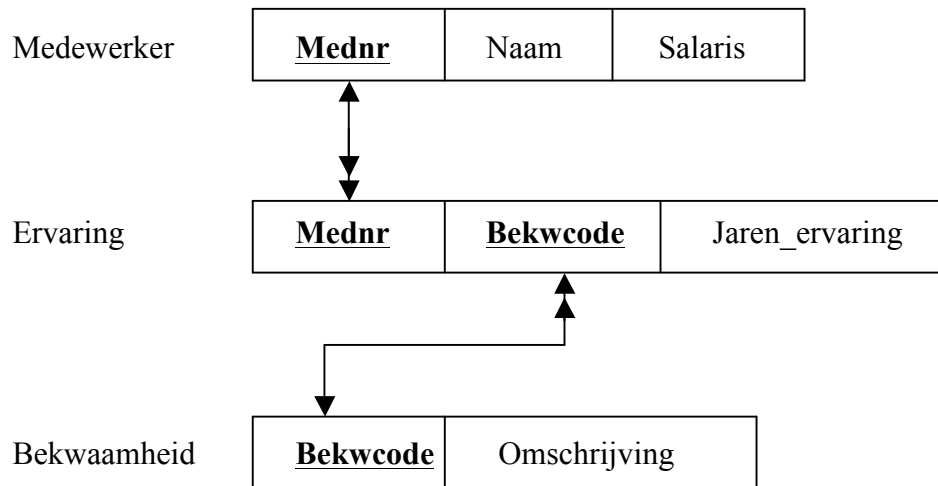 Medewerker Mednr Naam Salaris
Ervaring Mednr Bekwcode Jaren_ervaring
Bekwaamheid Bekwcode Omschrijving